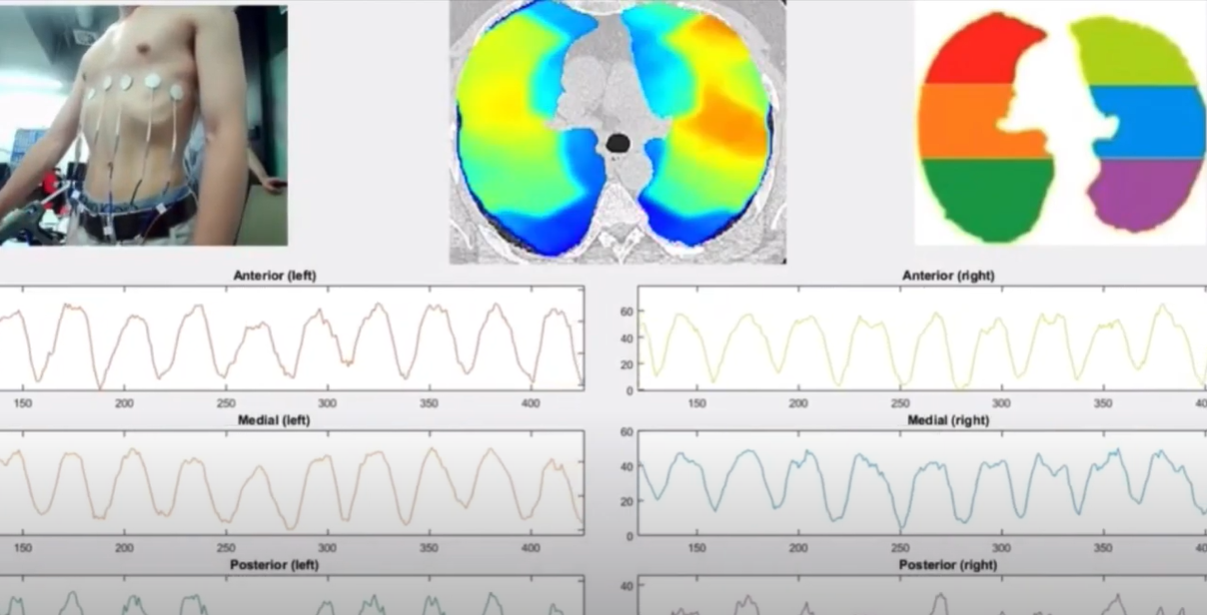 Anterior (left)
Anterior (right)
60
40
20
0
150 200 250 300 350 400
150 200 250 300 350
Medial (left)
Medial (right)
60
40
20
0
150 200 250 300 350 400
150 200 250 300 350
Posterior (left)
Posterior (right)
40